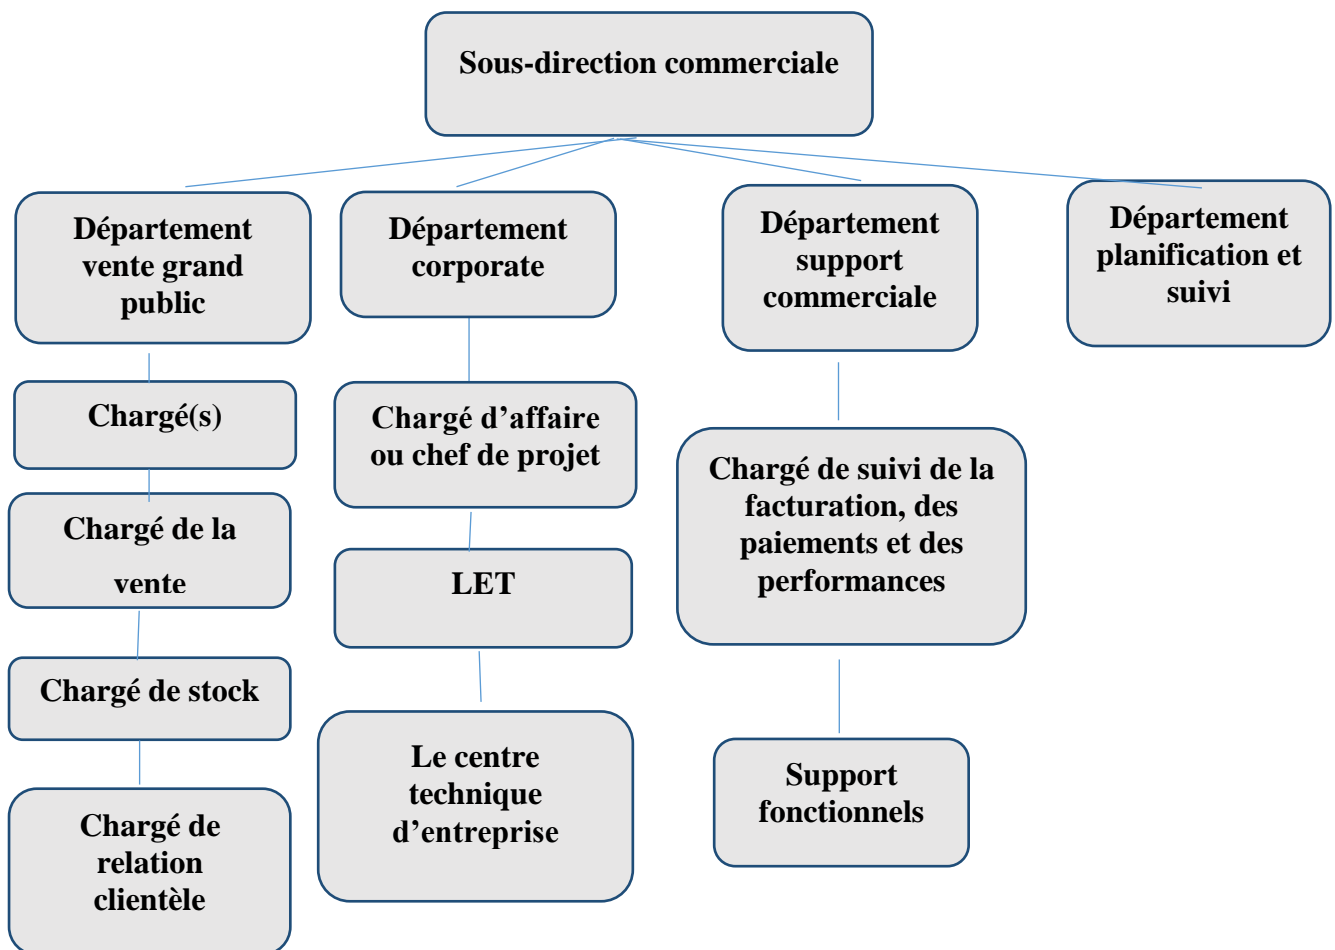 Sous-direction commerciale
Département
vente grand
public
Département
corporate
Département
support
commerciale
Département
planification et
suivi
Chargé(s)
Chargé d’affaire
ou chef de projet
Chargé de suivi de la
facturation, des
paiements et des
performances
Chargé de la
vente
LET
Chargé de stock
Le centre
technique
d’entreprise
Support
fonctionnels
Chargé de
relation
clientèle